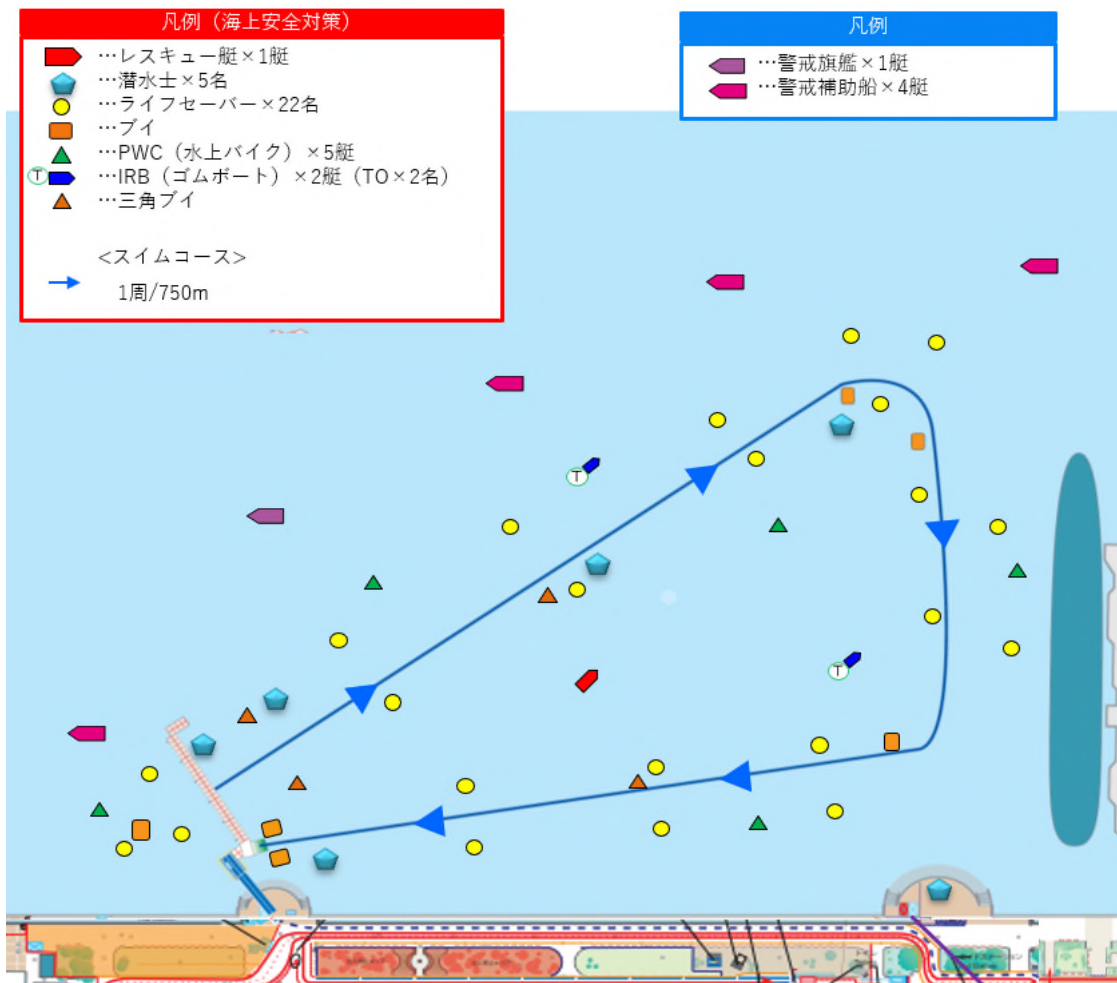 凡例（海上安全対策）
…レスキュー艇×1艇
…潜水士×5名
…ライフセーバー×22名
…ブイ
…PWC（水上バイク）×5艇
T …IRB（ゴムボート）×2艇（TO×2名）
…三角ブイ
<スイムコース>
1周/750m
凡例
…警戒旗艦×1艇
…警戒補助船×4艇
T
T